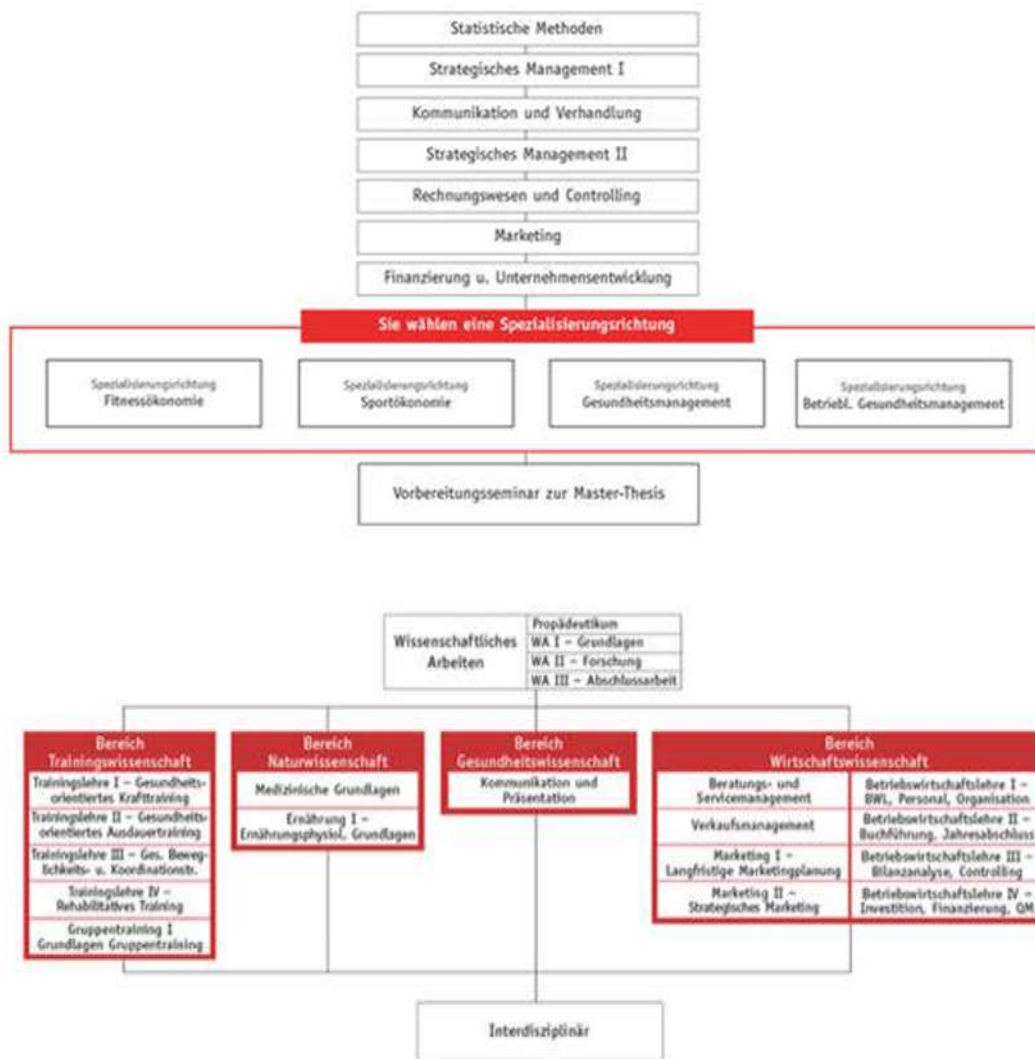 Statistische Methoden
Strategisches Management I
Kommunikation und Verhandlung
Strategisches Management II
Rechnungswesen und Controlling
Marketing
Finanzierung u. Unternehmensentwicklung
Sie wählen eine Spezialisierungsrichtung
Spezialisierungsrichtung
Fitnessökonomie
Spezialisierungsrichtung
Sportökonomie
Spezialisierungsrichtung
Gesundheitsmanagement
Spezialisierungsrichtung
Betriebl. Gesundheitsmanagement
Vorbereitungsseminar zur Master-Thesis
Wissenschaftliches
Arbeiten
Propädeutikum
WA I – Grundlagen
WA II – Forschung
WA III – Abschlussarbeit
Bereich
Trainingswissenschaft
Trainingslehre I – Gesundheits-
orientiertes Krafttraining
Trainingslehre II – Gesundheits-
orientiertes Ausdauertraining
Trainingslehre III – Ges. Beweg-
lichkeits- u. Koordinationstr.
Trainingslehre IV –
Rehabilitatives Training
Gruppentraining I
Grundlagen Gruppentraining
Bereich
Naturwissenschaft
Medizinische Grundlagen
Ernährung I –
Ernährungsphysiol. Grundlagen
Bereich
Gesundheitswissenschaft
Kommunikation und
Präsentation
Bereich
Wirtschaftswissenschaft
Beratungs- und
Servicemanagement
Verkaufsmanagement
Marketing I –
Langfristige Marketingplanung
Marketing II –
Strategisches Marketing
Betriebswirtschaftslehre I –
BWL, Personal, Organisation
Betriebswirtschaftslehre II –
Buchführung, Jahresabschluss
Betriebswirtschaftslehre III –
Bilanzanalyse, Controlling
Betriebswirtschaftslehre IV –
Investition, Finanzierung, QM
Interdisziplinär